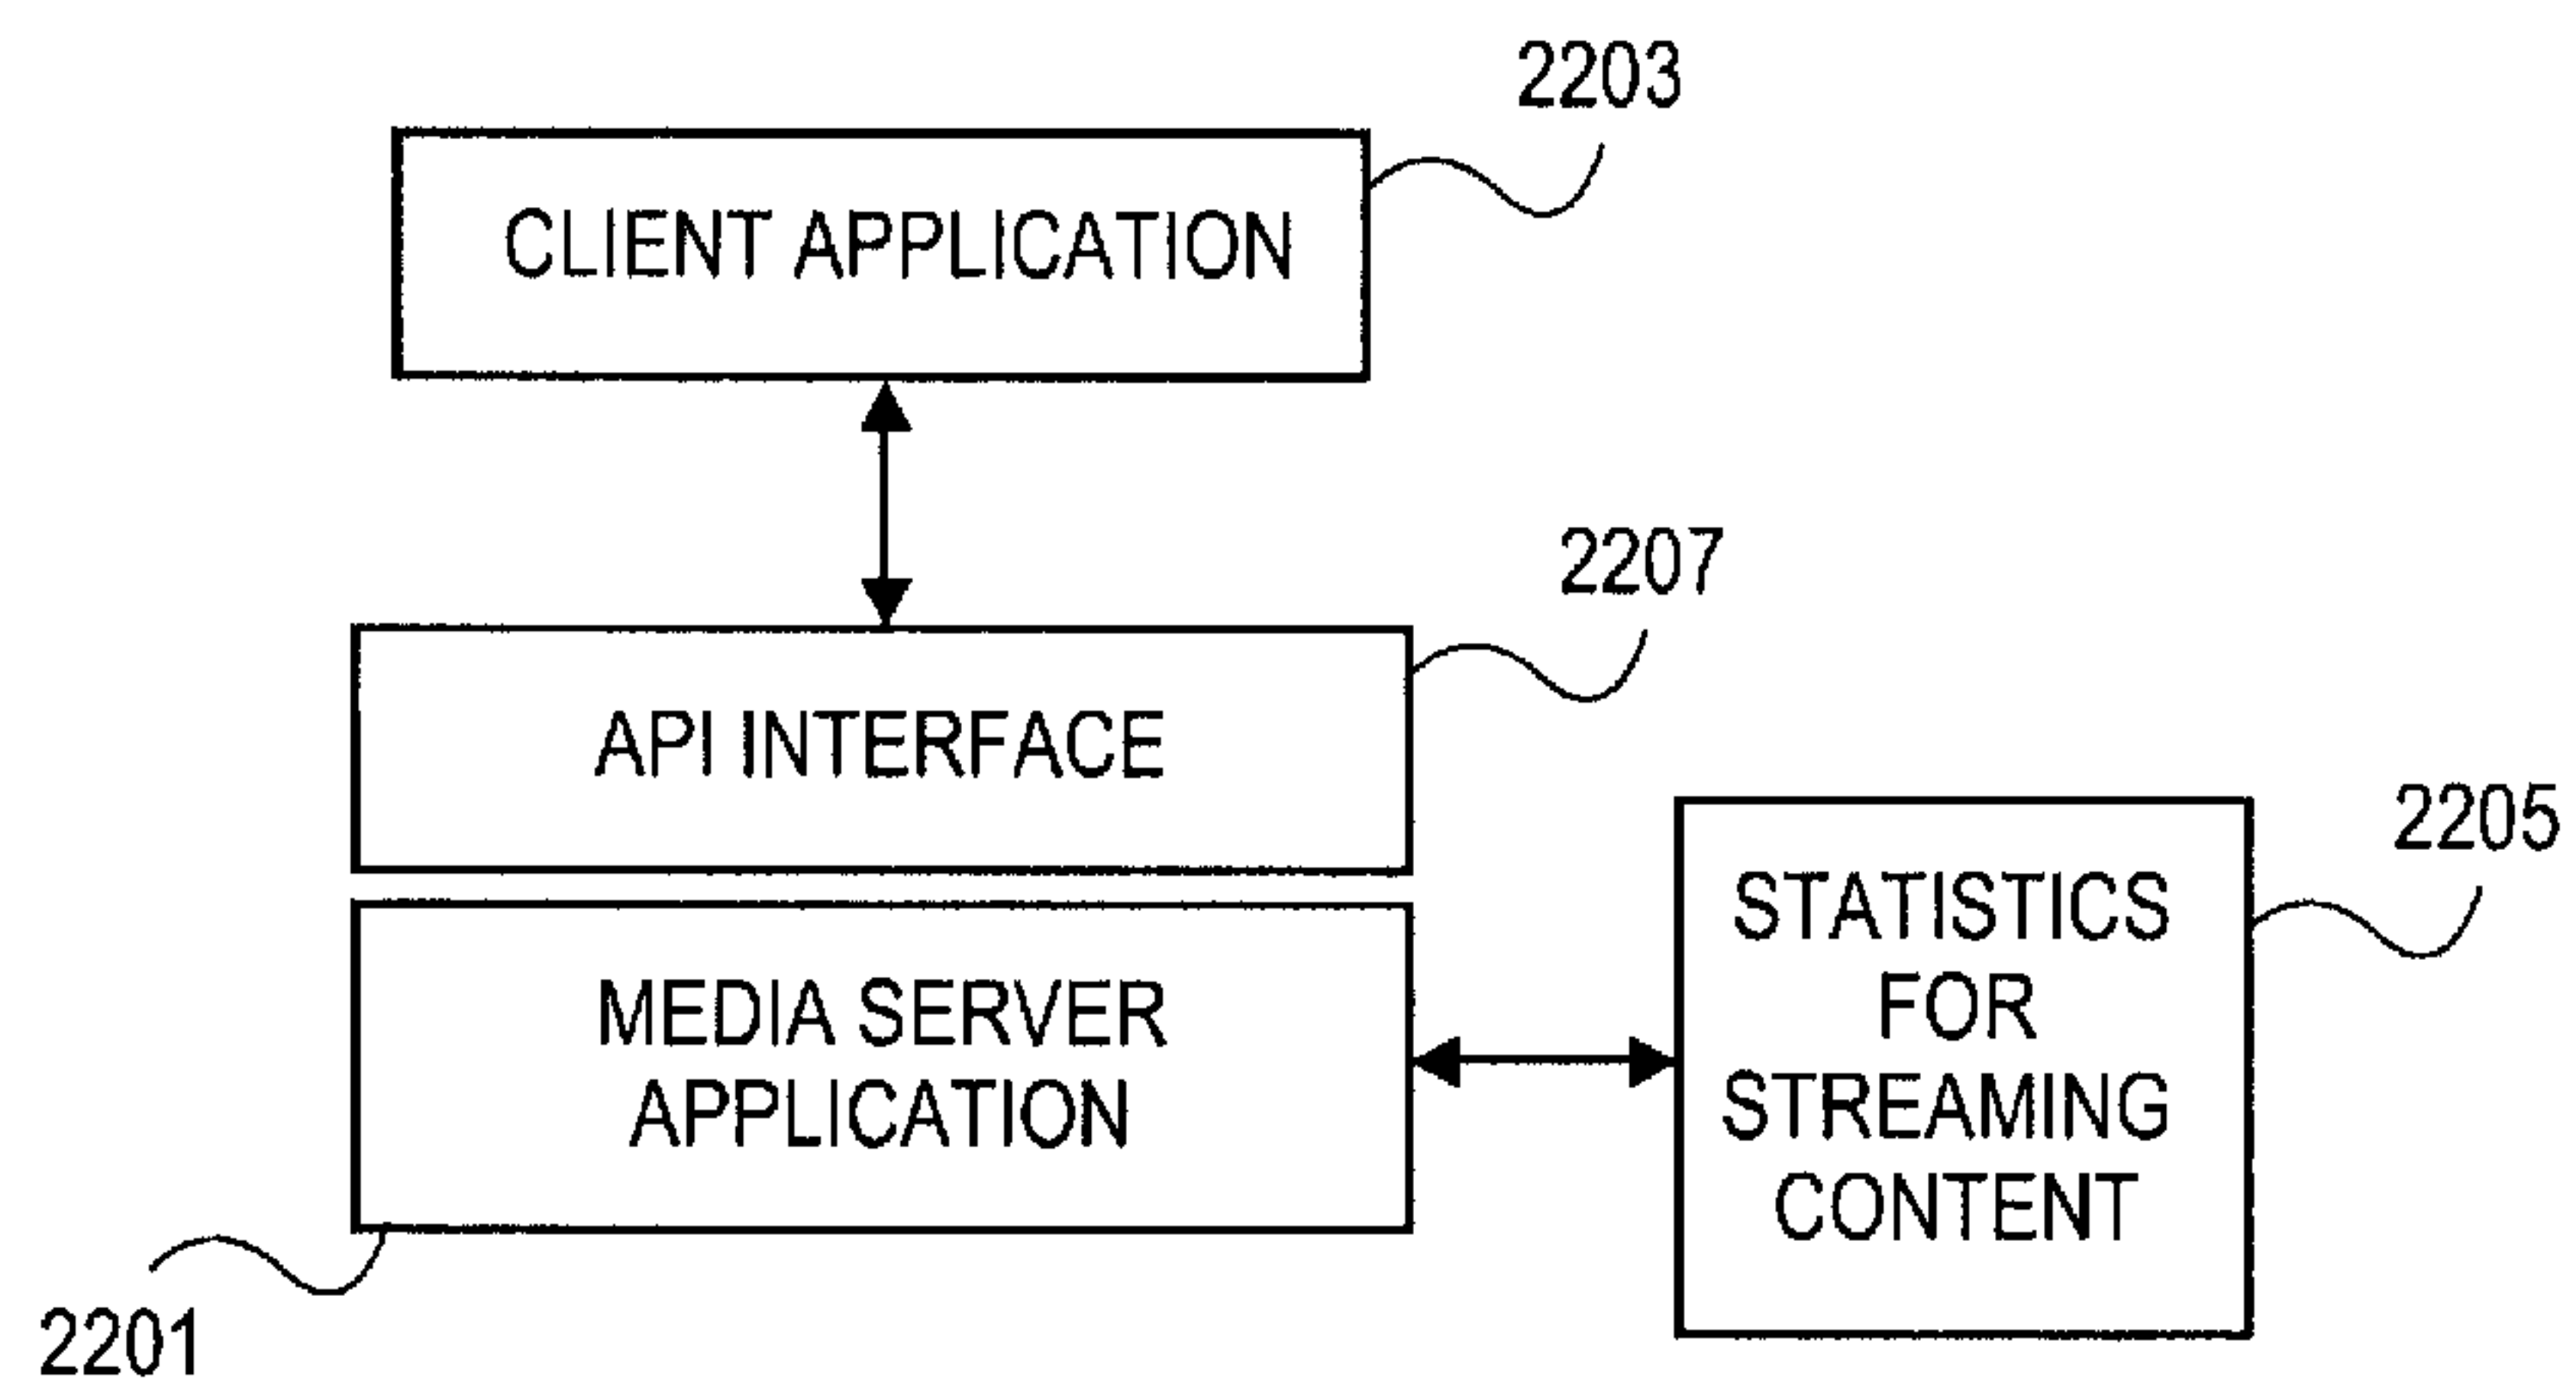 2203
CLIENT APPLICATION
2207
API INTERFACE
2205
STATISTICS
FOR
STREAMING
CONTENT
MEDIA SERVER
APPLICATION
2201